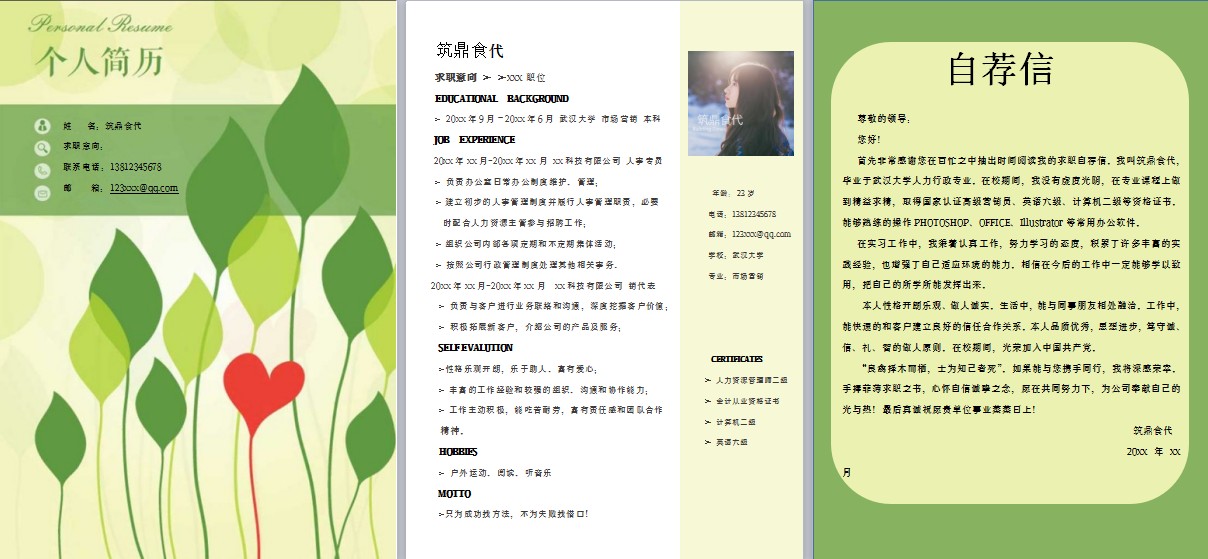 Personal Resume
个人简历
姓 名：筑鼎食代
求职意向：
联系电话：13812345678
邮 箱：123xxx@qq.com
筑鼎食代
求职意向 ➢ ➢xxx 职位
EDUCATIONAL BACKGROUND
➢ 20xx 年 9 月 -20xx 年 6 月 武汉大学 市场营销 本科
JOB EXPERIENCE
20xx 年 xx 月-20xx 年 xx 月 xx 科技有限公司 人事专员
➢ 负责办公室日常办公制度维护、管理；
➢ 建立初步的人事管理制度并履行人事管理职责，必要
时配合人力资源主管参与招聘工作；
➢ 组织公司内部各项定期和不定期集体活动；
➢ 按照公司行政管理制度处理其他相关事务。
20xx 年 xx 月-20xx 年 xx 月 xx 科技有限公司 销代表
➢ 负责与客户进行业务联络和沟通，深度挖掘客户价值；
➢ 积极拓展新客户，介绍公司的产品及服务；
SELF EVALUTION
➢性格乐观开朗，乐于助人，富有爱心；
➢ 丰富的工作经验和较强的组织、沟通和协作能力；
➢ 工作主动积极，能吃苦耐劳，富有责任感和团队合作
精神。
HOBBIES
➢ 户外运动、阅读、听音乐
MOTTO
➢只为成功找方法，不为失败找借口！
筑鼎食代
年龄：23 岁
电话：13812345678
邮箱：123xxx@qq.com
学校：武汉大学
专业：市场营销
CERTIFICATES
➢ 人力资源管理师二级
➢ 会计从业资格证书
➢ 计算机二级
➢ 英语六级
自荐信
尊敬的领导：
您好！
首先非常感谢您在百忙之中抽出时间阅读我的求职自荐信。我叫筑鼎食代，
毕业于武汉大学人力行政专业。在校期间，我没有虚度光阴，在专业课程上做
到精益求精，取得国家认证高级营销员、英语六级、计算机二级等资格证书。
能够熟练的操作 PHOTOSHOP、OFFICE、Illustrator 等常用办公软件。
在实习工作中，我秉着认真工作，努力学习的态度，积累了许多丰富的实
践经验，也增强了自己适应环境的能力。相信在今后的工作中一定能够学以致
用，把自己的所学所能发挥出来。
本人性格开朗乐观、做人诚实。生活中，能与同事朋友相处融洽。工作中，
能快速的和客户建立良好的信任合作关系。本人品质优秀，思想进步，笃守诚、
信、礼、智的做人原则。在校期间，光荣加入中国共产党。
“良禽择木而栖，士为知己者死”。如果能与您携手同行，我将深感荣幸。
手捧菲薄求职之书，心怀自信诚挚之念，愿在共同努力下，为公司奉献自己的
光与热！最后真诚祝愿贵单位事业蒸蒸日上！
筑鼎食代
20xx 年 xx
月